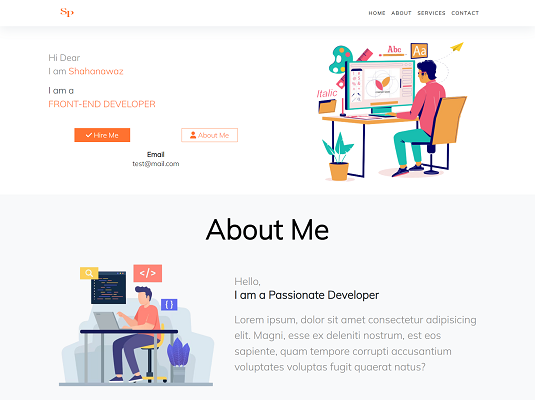 Sp
HOME ABOUT SERVICES CONTACT
Hi Dear
I am Shahanawaz
I am a
FRONT-END DEVELOPER
Hire Me
About Me
Email
test@mail.com
Abc
Aa
Italic
About Me
</>
{ }
Hello,
I am a Passionate Developer
Lorem ipsum, dolor sit amet consectetur adipisicing
elit. Magni, esse ex deleniti nostrum, est eos
sapiente, quam tempore corrupti accusantium
voluptates voluptas fugit quaerat natus?